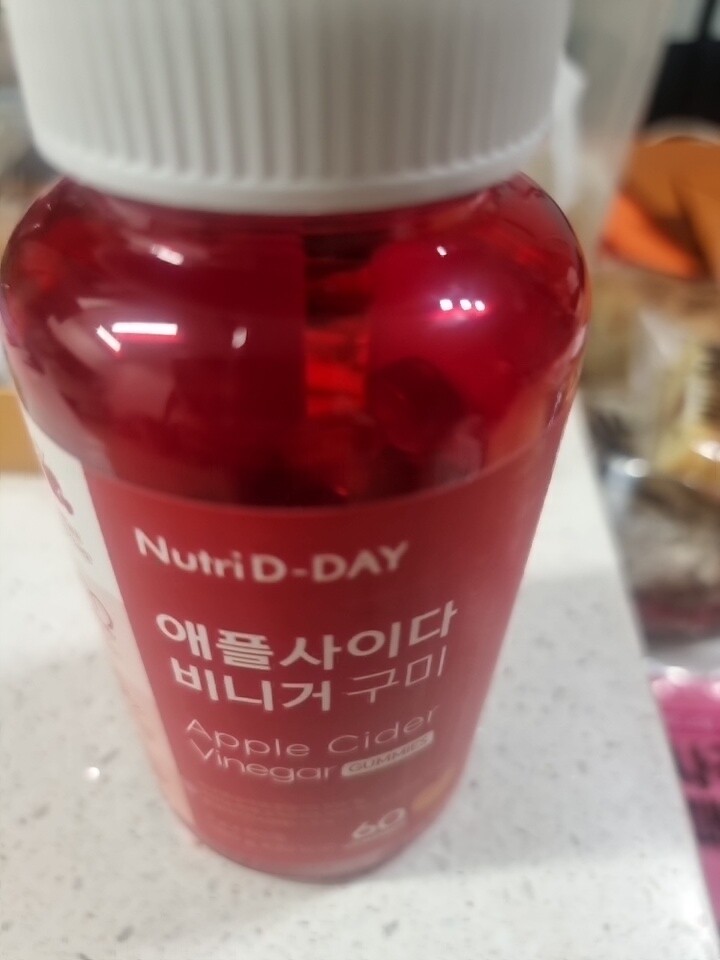 NutriD-DAY
애플사이다
비니거 구미
Apple Cider
Vinegar GUMMIES
60